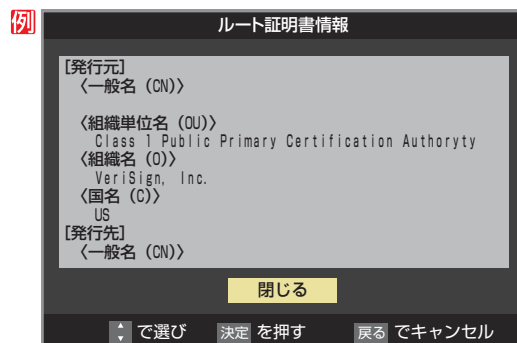 例
ルート証明書情報
[発行元]
〈一般名（CN）〉
〈組織単位名（OU）〉
Class 1 Public Primary Certification Authoryty
〈組織名（O）〉
VeriSign, Inc.
〈国名（C）〉
US
[発行先]
〈一般名（CN）〉
閉じる
で選び 決定 を押す 戻る でキャンセル